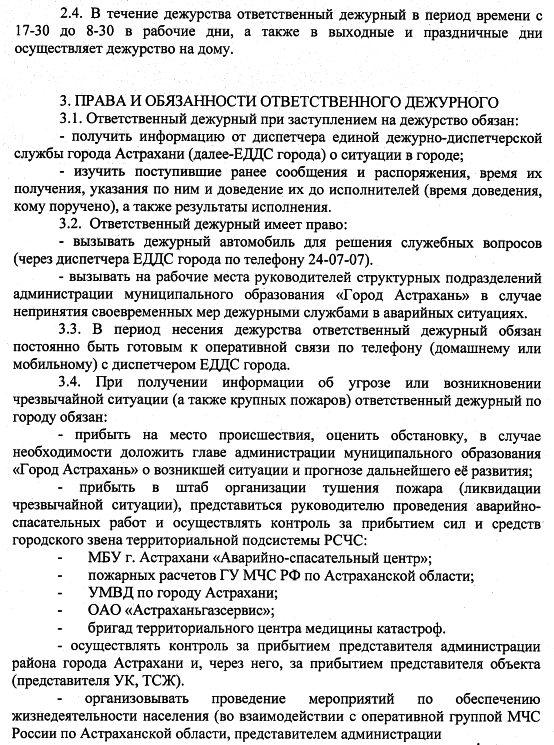 2.4. В течение дежурства ответственный дежурный в период времени с
17-30 до 8-30 в рабочие дни, а также в выходные и праздничные дни
осуществляет дежурство на дому.
3. ПРАВА И ОБЯЗАННОСТИ ОТВЕТСТВЕННОГО ДЕЖУРНОГО
3.1. Ответственный дежурный при заступлении на дежурство обязан:
- получить информацию от диспетчера единой дежурно-диспетчерской
службы города Астрахани (далее-ЕДДС города) о ситуации в городе;
- изучить поступившие ранее сообщения и распоряжения, время их
получения, указания по ним и доведение их до исполнителей (время доведения,
кому поручено), а также результаты исполнения.
3.2. Ответственный дежурный имеет право:
- вызывать дежурный автомобиль для решения служебных вопросов
(через диспетчера ЕДДС города по телефону 24-07-07).
- вызывать на рабочие места руководителей структурных подразделений
администрации муниципального образования «Город Астрахань» в случае
непринятия своевременных мер дежурными службами в аварийных ситуациях.
3.3. В период несения дежурства ответственный дежурный обязан
постоянно быть готовым к оперативной связи по телефону (домашнему или
мобильному) с диспетчером ЕДДС города.
3.4. При получении информации об угрозе или возникновении
чрезвычайной ситуации (а также крупных пожаров) ответственный дежурный по
городу обязан:
- прибыть на место происшествия, оценить обстановку, в случае
необходимости доложить главе администрации муниципального образования
«Город Астрахань» о возникшей ситуации и прогнозе дальнейшего её развития;
- прибыть в штаб организации тушения пожара (ликвидации
чрезвычайной ситуации), представиться руководителю проведения аварийно-
спасательных работ и осуществлять контроль за прибытием сил и средств
городского звена территориальной подсистемы РСЧС:
- МБУ г. Астрахани «Аварийно-спасательный центр»;
- пожарных расчетов ГУ МЧС РФ по Астраханской области;
- УМВД по городу Астрахани;
- ОАО «Астраханьгазсервис»;
- бригад территориального центра медицины катастроф.
- осуществлять контроль за прибытием представителя администрации
района города Астрахани и, через него, за прибытием представителя объекта
(представителя УК, ТСЖ).
- организовывать проведение мероприятий по обеспечению
жизнедеятельности населения (во взаимодействии с оперативной группой МЧС
России по Астраханской области, представителем администрации